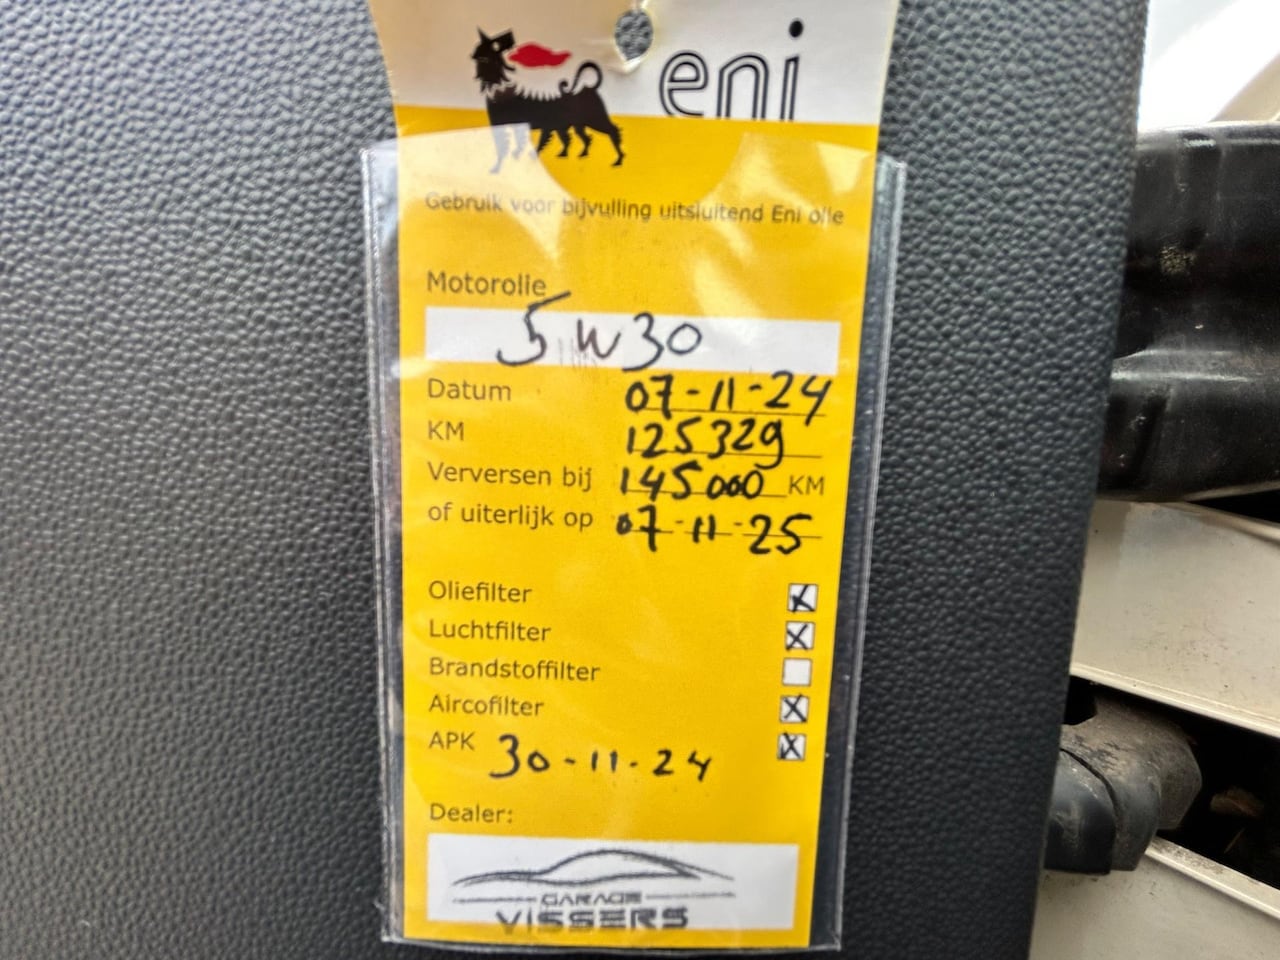 eni
Gebruik voor bijvulling uitsluitend Eni olie
Motorolie
5W30
Datum 07-11-24
KM 125329
Verversen bij 145000 KM
of uiterlijk op 07-11-25
Oliefilter
Luchtfilter
Brandstoffilter
Aircofilter
APK 30-11-24
Dealer:
GARAGE
VISSERS